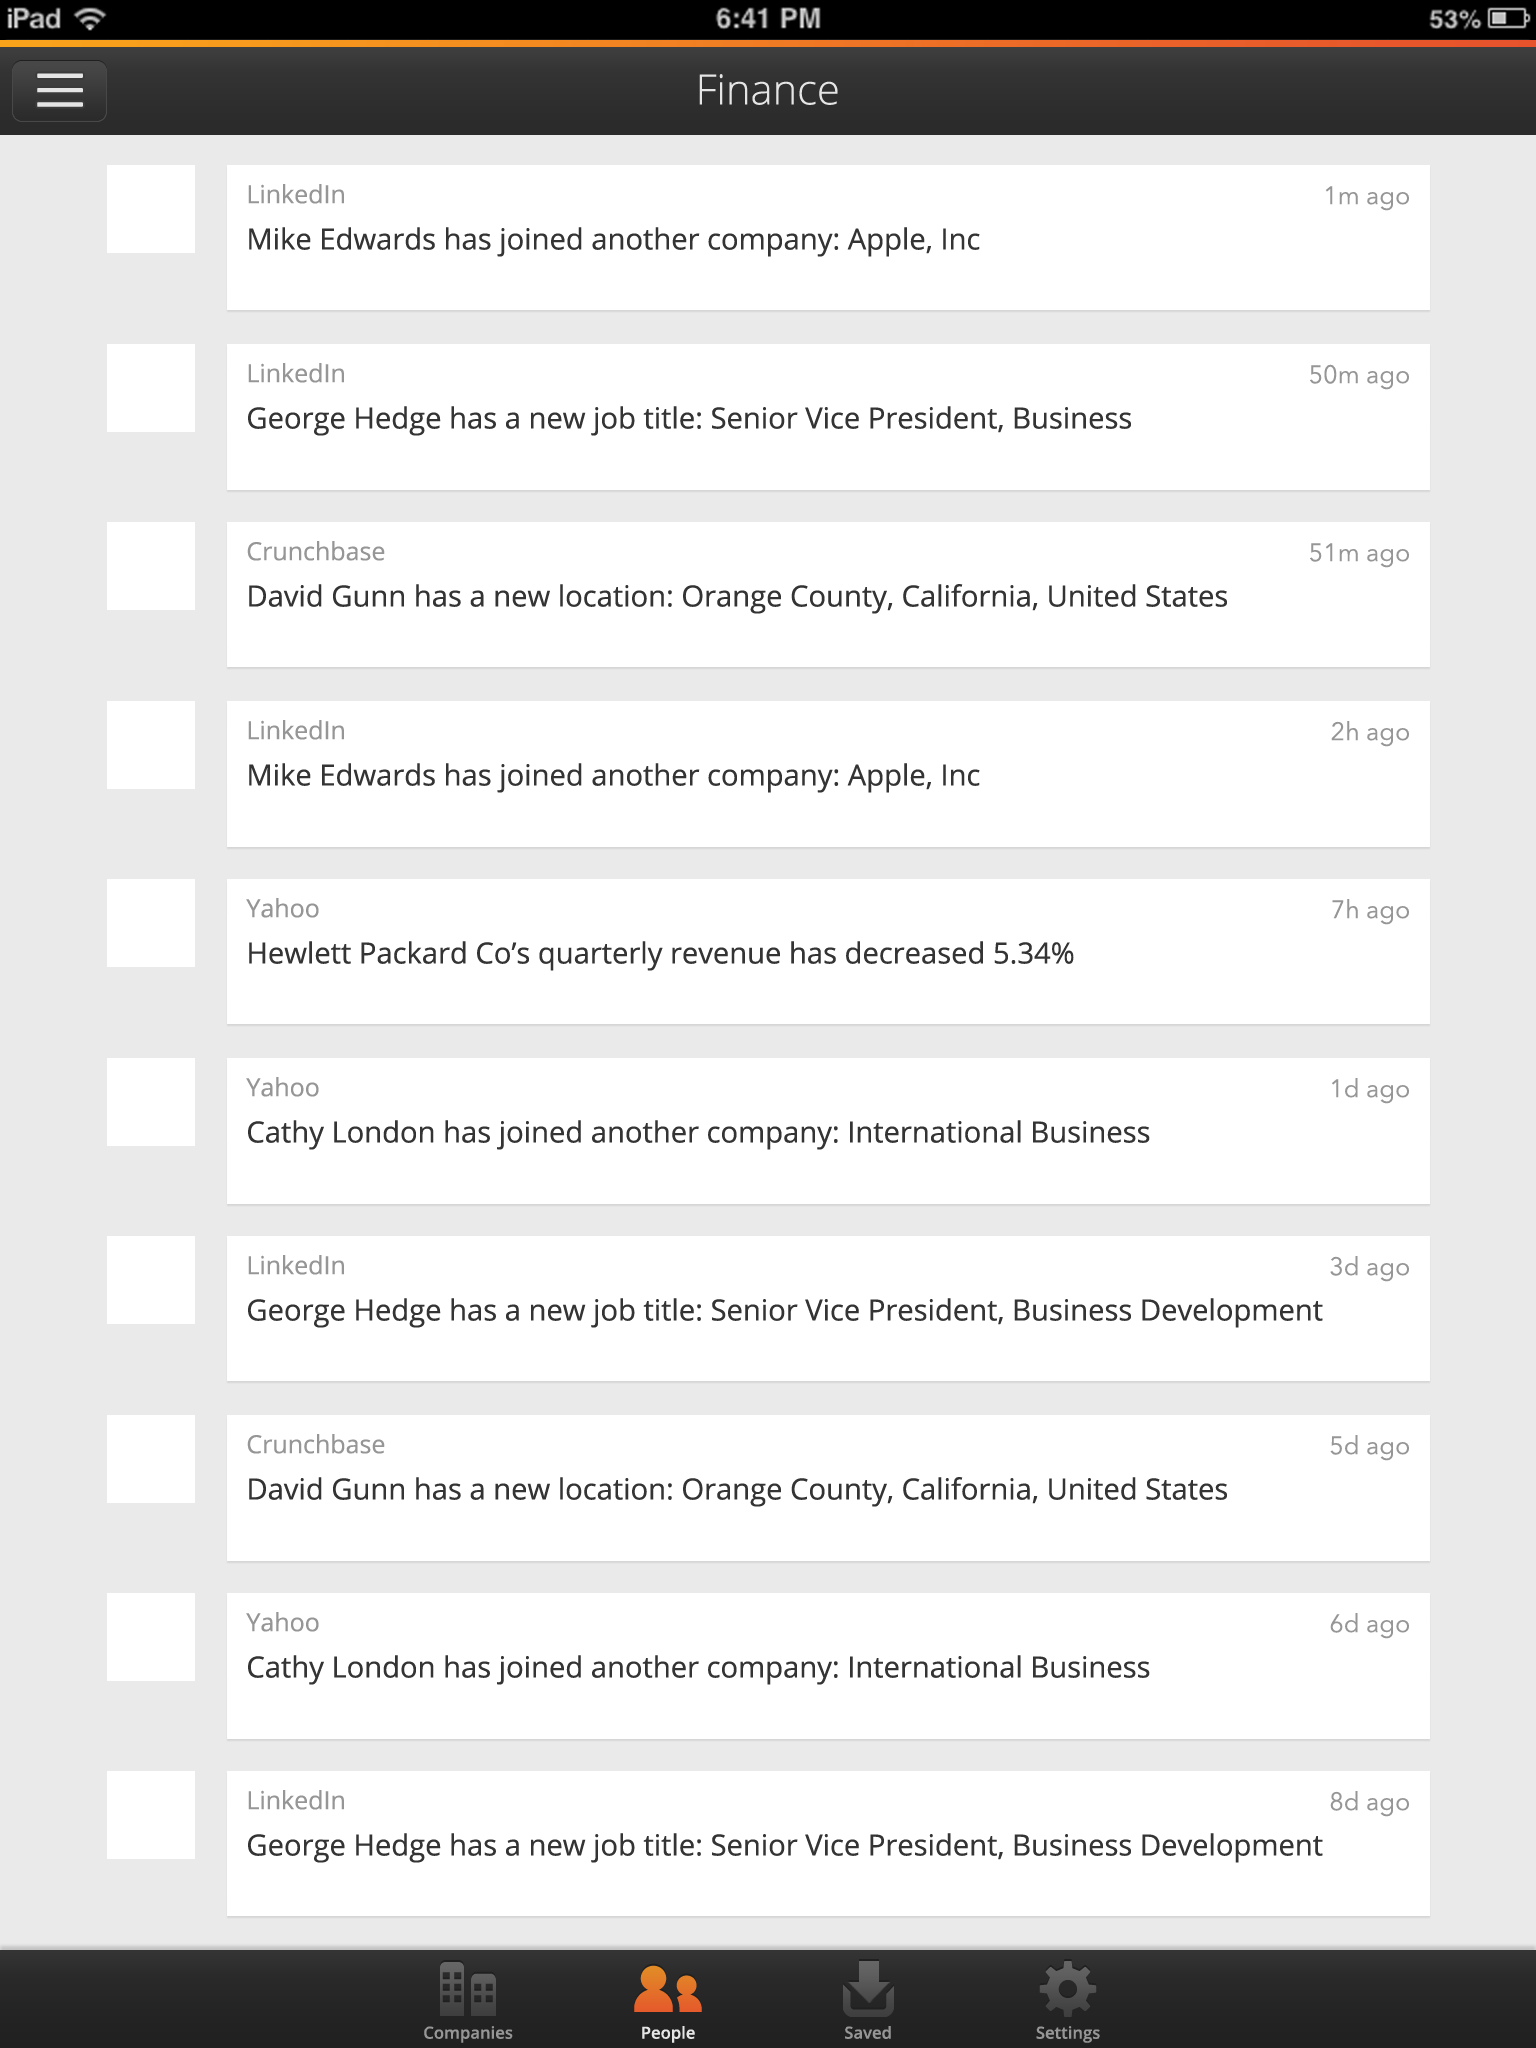 iPad 6:41 PM 53%
Finance
LinkedIn 1m ago
Mike Edwards has joined another company: Apple, Inc
LinkedIn 50m ago
George Hedge has a new job title: Senior Vice President, Business
Crunchbase 51m ago
David Gunn has a new location: Orange County, California, United States
LinkedIn 2h ago
Mike Edwards has joined another company: Apple, Inc
Yahoo 7h ago
Hewlett Packard Co’s quarterly revenue has decreased 5.34%
Yahoo 1d ago
Cathy London has joined another company: International Business
LinkedIn 3d ago
George Hedge has a new job title: Senior Vice President, Business Development
Crunchbase 5d ago
David Gunn has a new location: Orange County, California, United States
Yahoo 6d ago
Cathy London has joined another company: International Business
LinkedIn 8d ago
George Hedge has a new job title: Senior Vice President, Business Development
Companies People Saved Settings